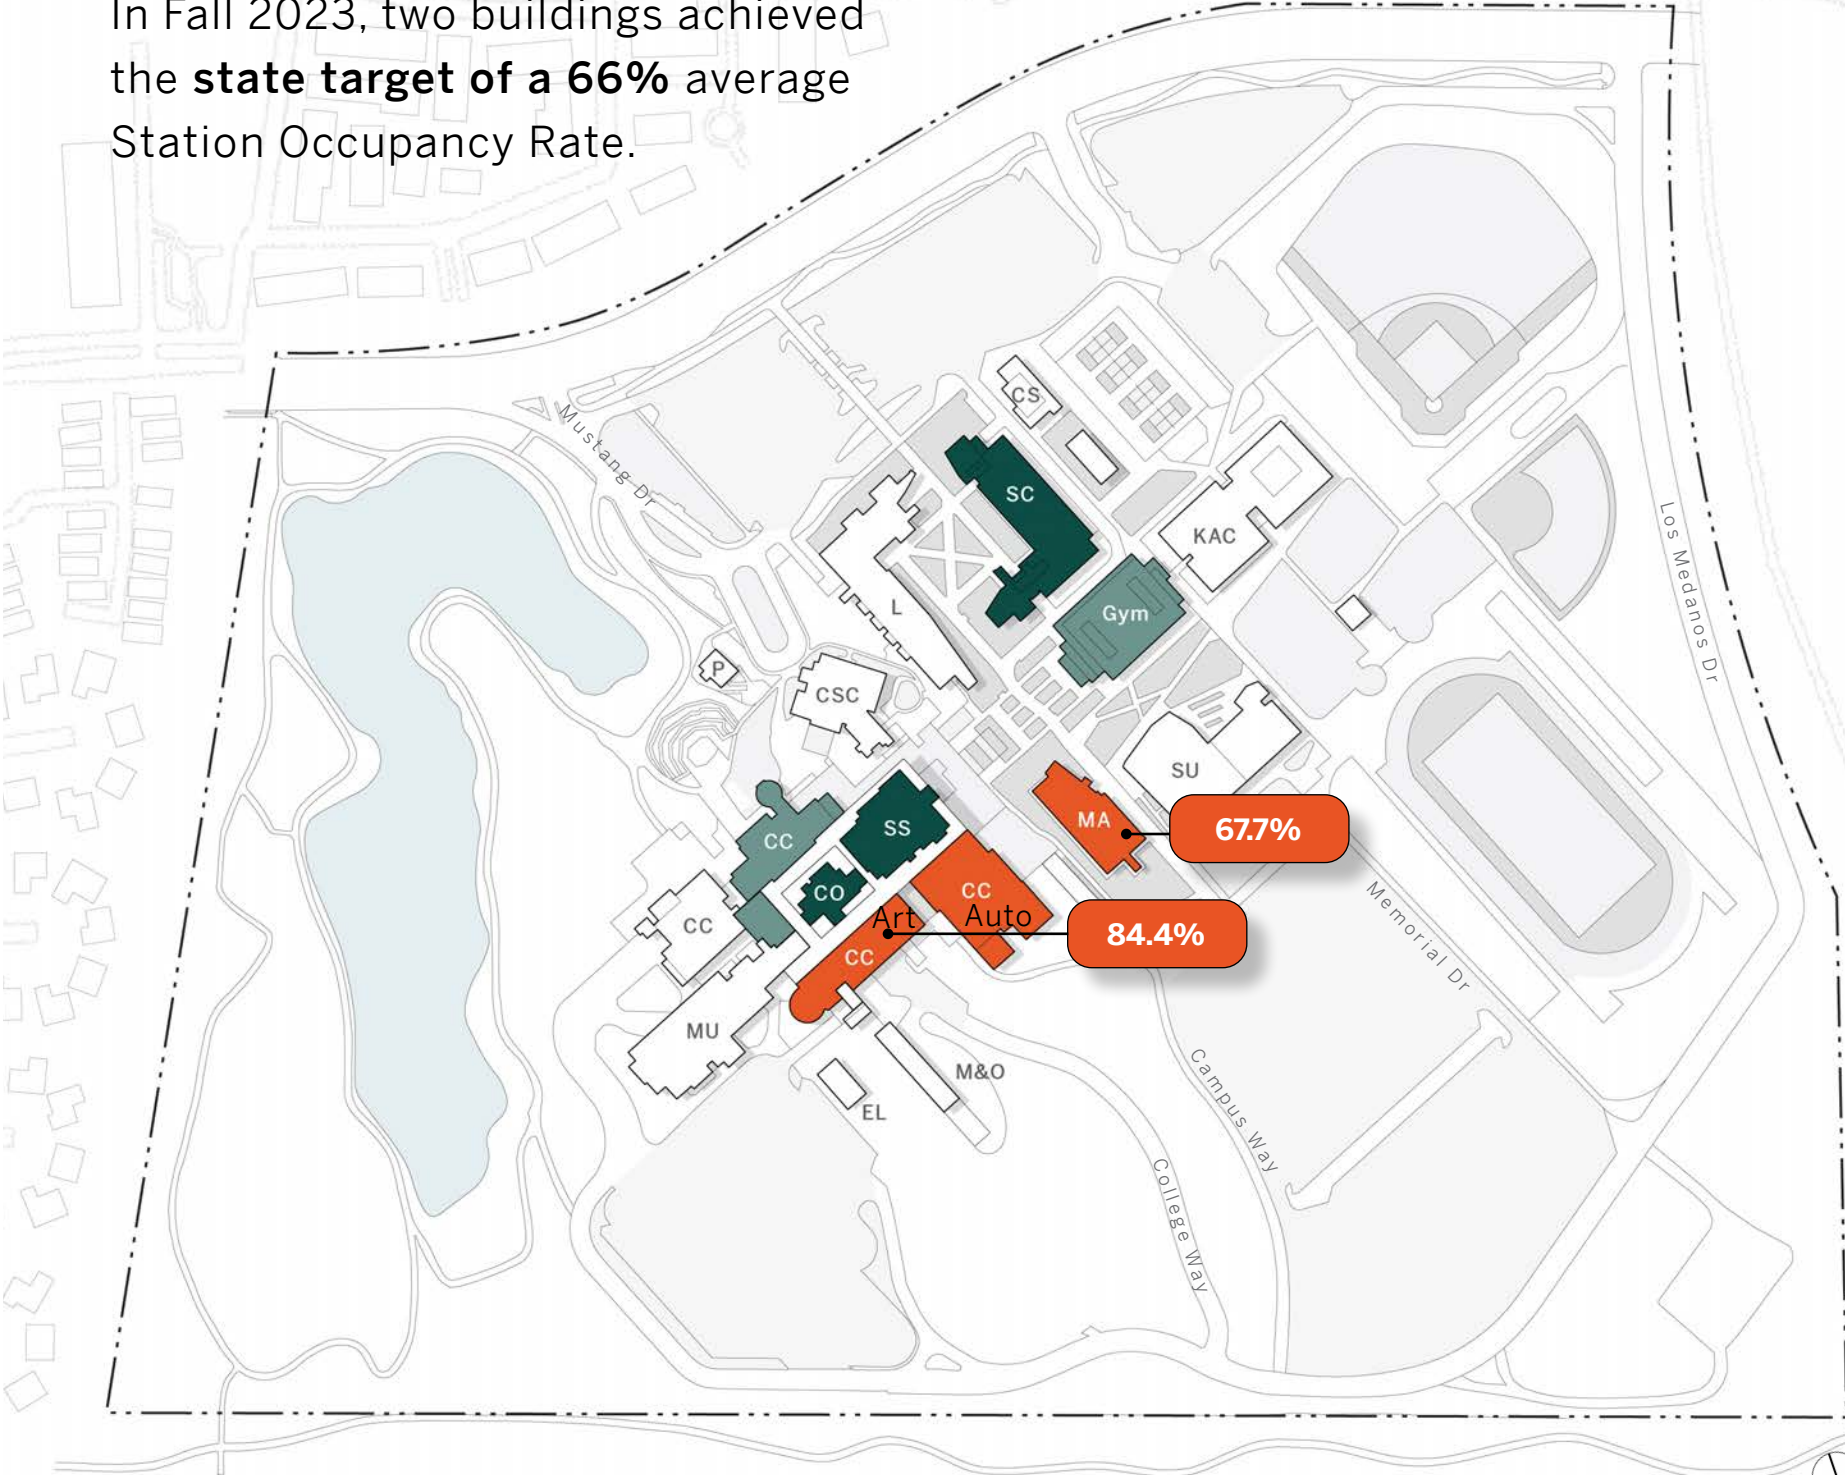 In Fall 2023, two buildings achieved
the state target of a 66% average
Station Occupancy Rate.
CS
Mustang Dr
SC
KAC
Los Medanos Dr
L
Gym
P
CSC
SU
MA
67.7%
SS
CC
CO
CC
Art
Auto
CC
84.4%
Memorial Dr
CC
MU
M&O
EL
Campus Way
College Way